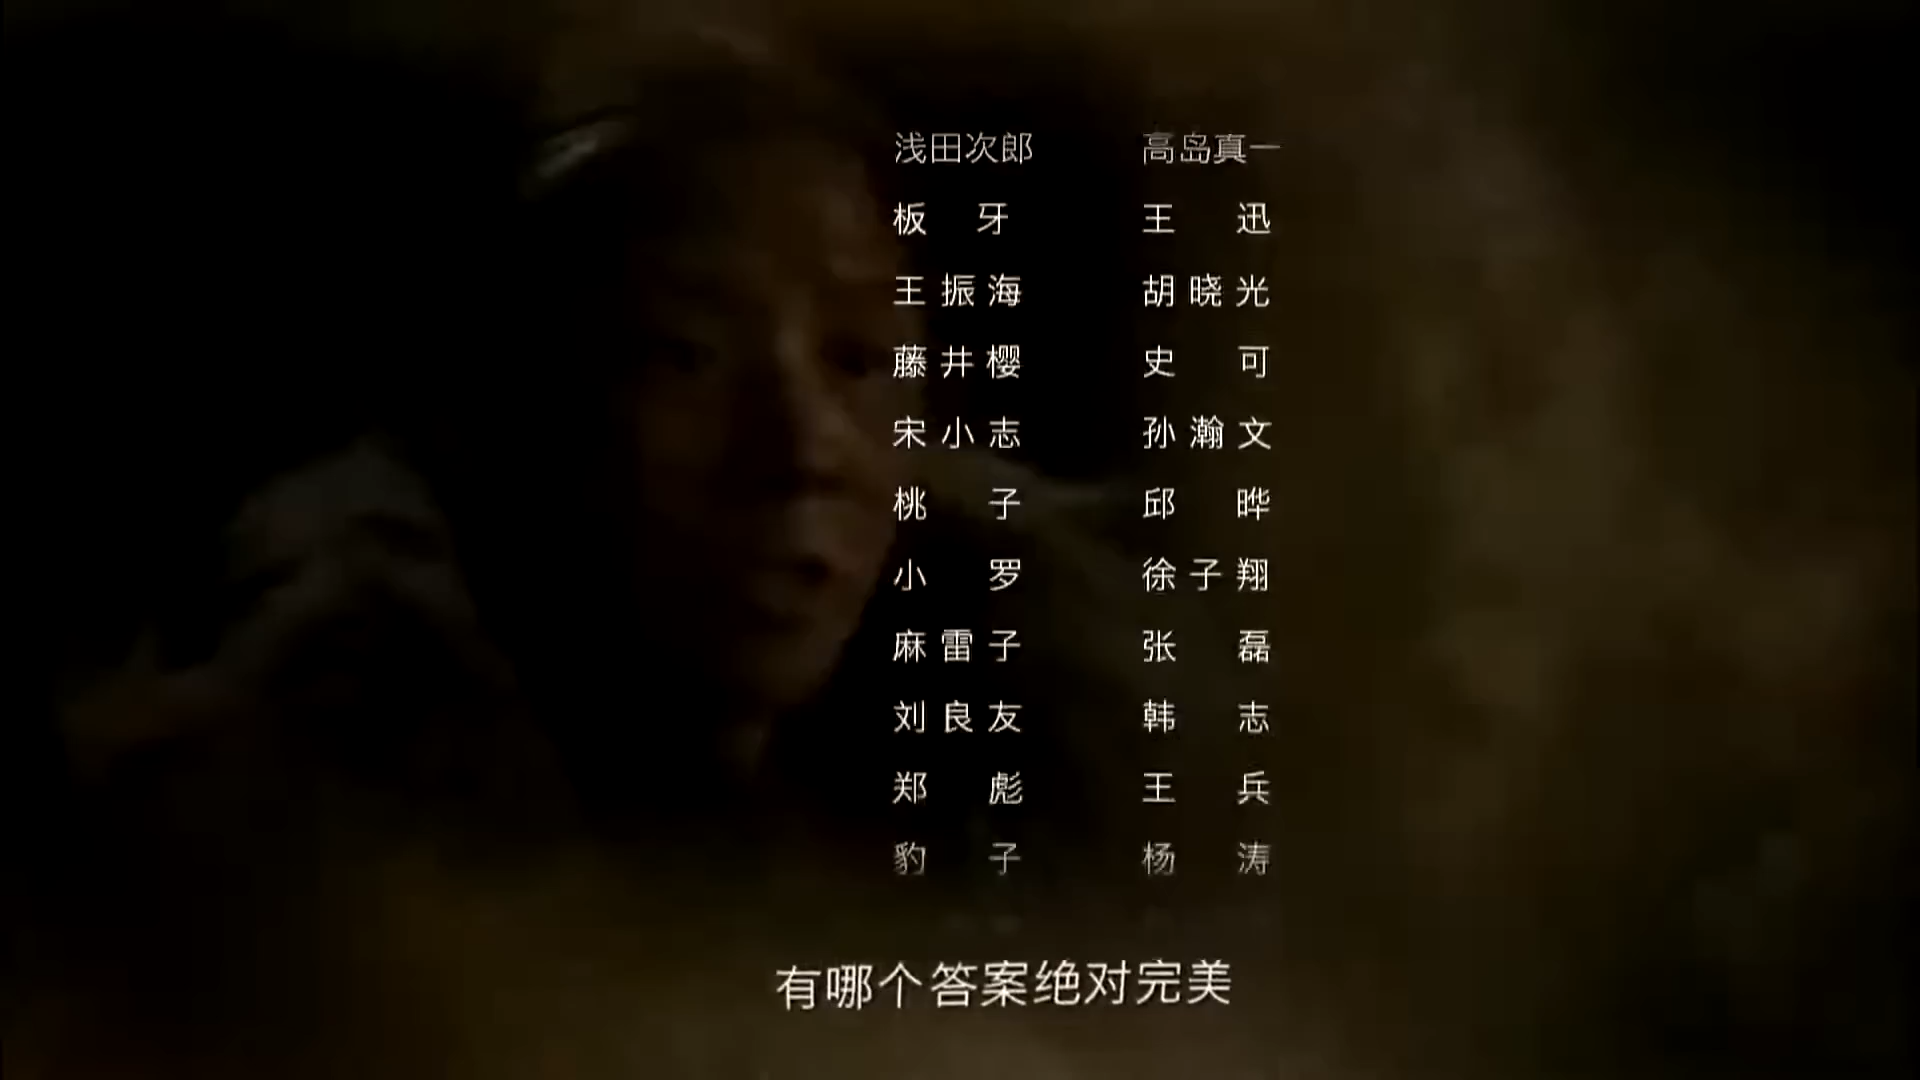 浅田次郎 高岛真一
板牙 王迅
王振海 胡晓光
藤井樱 史可
宋小志 孙瀚文
桃子 邱晔
小罗 徐子翔
麻雷子 张磊
刘良友 韩志
郑彪 王兵
豹子 杨涛
有哪个答案绝对完美